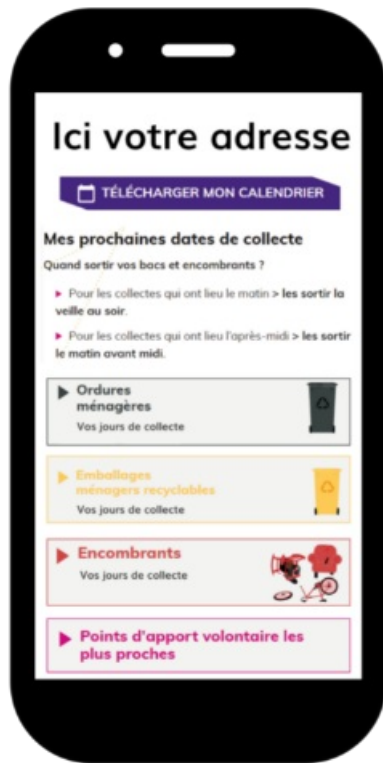 Ici votre adresse
TÉLÉCHARGER MON CALENDRIER
Mes prochaines dates de collecte
Quand sortir vos bacs et encombrants ?
Pour les collectes qui ont lieu le matin > les sortir la
veille au soir.
Pour les collectes qui ont lieu l'après-midi > les sortir
le matin avant midi.
Ordures
ménagères
Vos jours de collecte
Emballages
ménagers recyclables
Vos jours de collecte
Encombrants
Vos jours de collecte
Points d'apport volontaire les
plus proches